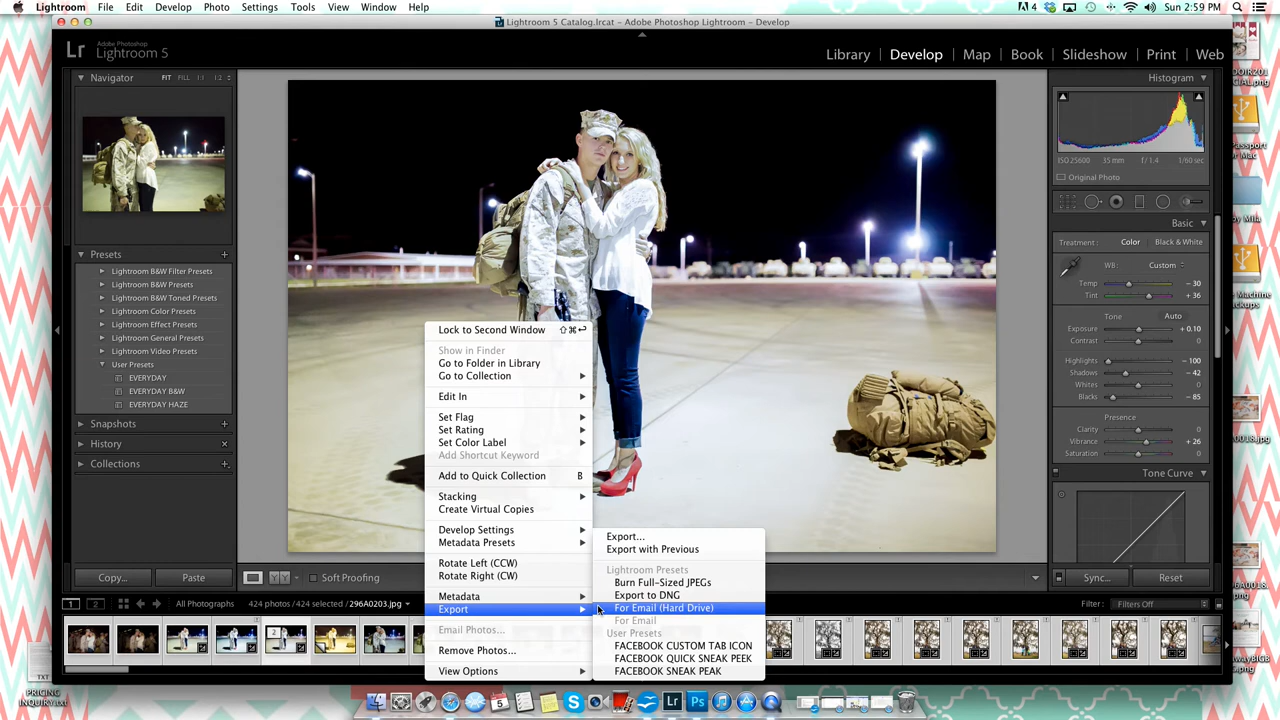 Lightroom File Edit Develop Photo Settings Tools View Window Help
4 Sun 2:59 PM
Lightroom 5 Catalog.lrcat – Adobe Photoshop Lightroom – Develop
Lr Adobe Photoshop
Lightroom 5
Library | Develop | Map | Book | Slideshow | Print | Web
Navigator FIT FILL 1:1 1:2
Presets +
Lightroom B&W Filter Presets
Lightroom B&W Presets
Lightroom B&W Toned Presets
Lightroom Color Presets
Lightroom Effect Presets
Lightroom General Presets
Lightroom Video Presets
User Presets
EVERYDAY
EVERYDAY B&W
EVERYDAY HAZE
Snapshots +
History ×
Collections +
Copy... Paste
Lock to Second Window ⇧⌘↩
Show in Finder
Go to Folder in Library
Go to Collection
Edit In
Set Flag
Set Rating
Set Color Label
Add Shortcut Keyword
Add to Quick Collection B
Stacking
Create Virtual Copies
Develop Settings
Metadata Presets
Rotate Left (CCW)
Rotate Right (CW)
Metadata
Export
Email Photos...
Remove Photos...
View Options
Export...
Export with Previous
Lightroom Presets
Burn Full-Sized JPEGs
Export to DNG
For Email (Hard Drive)
For Email
User Presets
FACEBOOK CUSTOM TAB ICON
FACEBOOK QUICK SNEAK PEEK
FACEBOOK SNEAK PEAK
Histogram
ISO 25600 35 mm f / 1.4 1/60 sec
Original Photo
Basic
Treatment : Color | Black & White
WB: Custom
Temp – 30
Tint + 36
Tone Auto
Exposure + 0.10
Contrast 0
Highlights – 100
Shadows – 42
Whites 0
Blacks – 85
Presence
Clarity 0
Vibrance + 26
Saturation 0
Tone Curve
Sync... Reset
YY Soft Proofing
1 2 All Photographs 424 photos / 424 selected / 296A0203.jpg
Filter : Filters Off
2
PRICING
INQUIRY.txt
by Mila